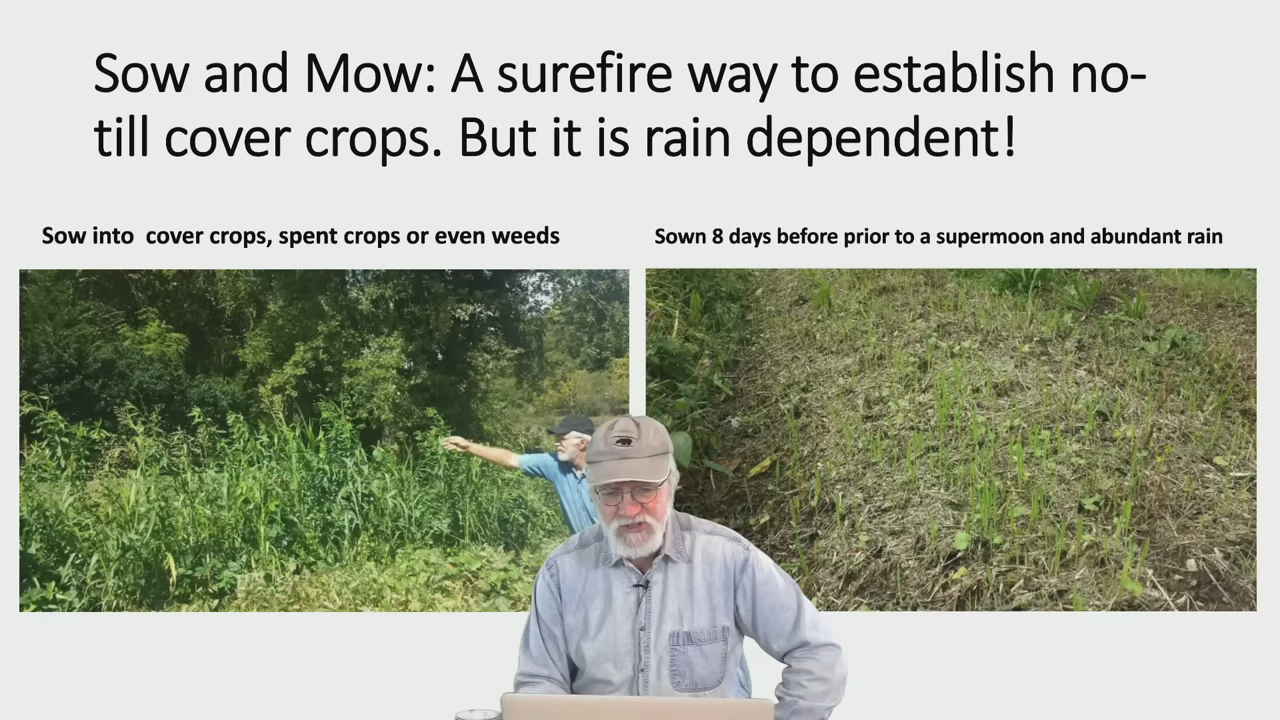 Sow and Mow: A surefire way to establish no-
till cover crops. But it is rain dependent!
Sow into  cover crops, spent crops or even weeds
Sown 8 days before prior to a supermoon and abundant rain